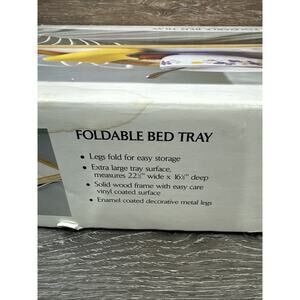 FOLDABLE BED TRAY
• Legs fold for easy storage
• Extra large tray surface,
measures 22½" wide x 16½" deep
• Solid wood frame with easy care
vinyl coated surface
• Enamel coated decorative metal legs